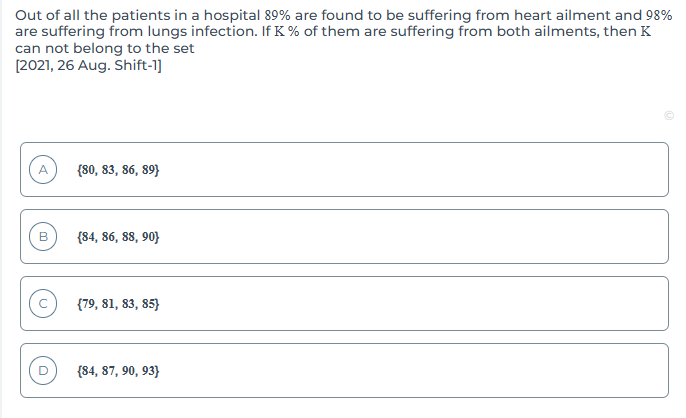 Out of all the patients in a hospital 89% are found to be suffering from heart ailment and 98%
are suffering from lungs infection. If K % of them are suffering from both ailments, then K
can not belong to the set
[2021, 26 Aug. Shift-1]
©
A {80, 83, 86, 89}
B {84, 86, 88, 90}
C {79, 81, 83, 85}
D {84, 87, 90, 93}